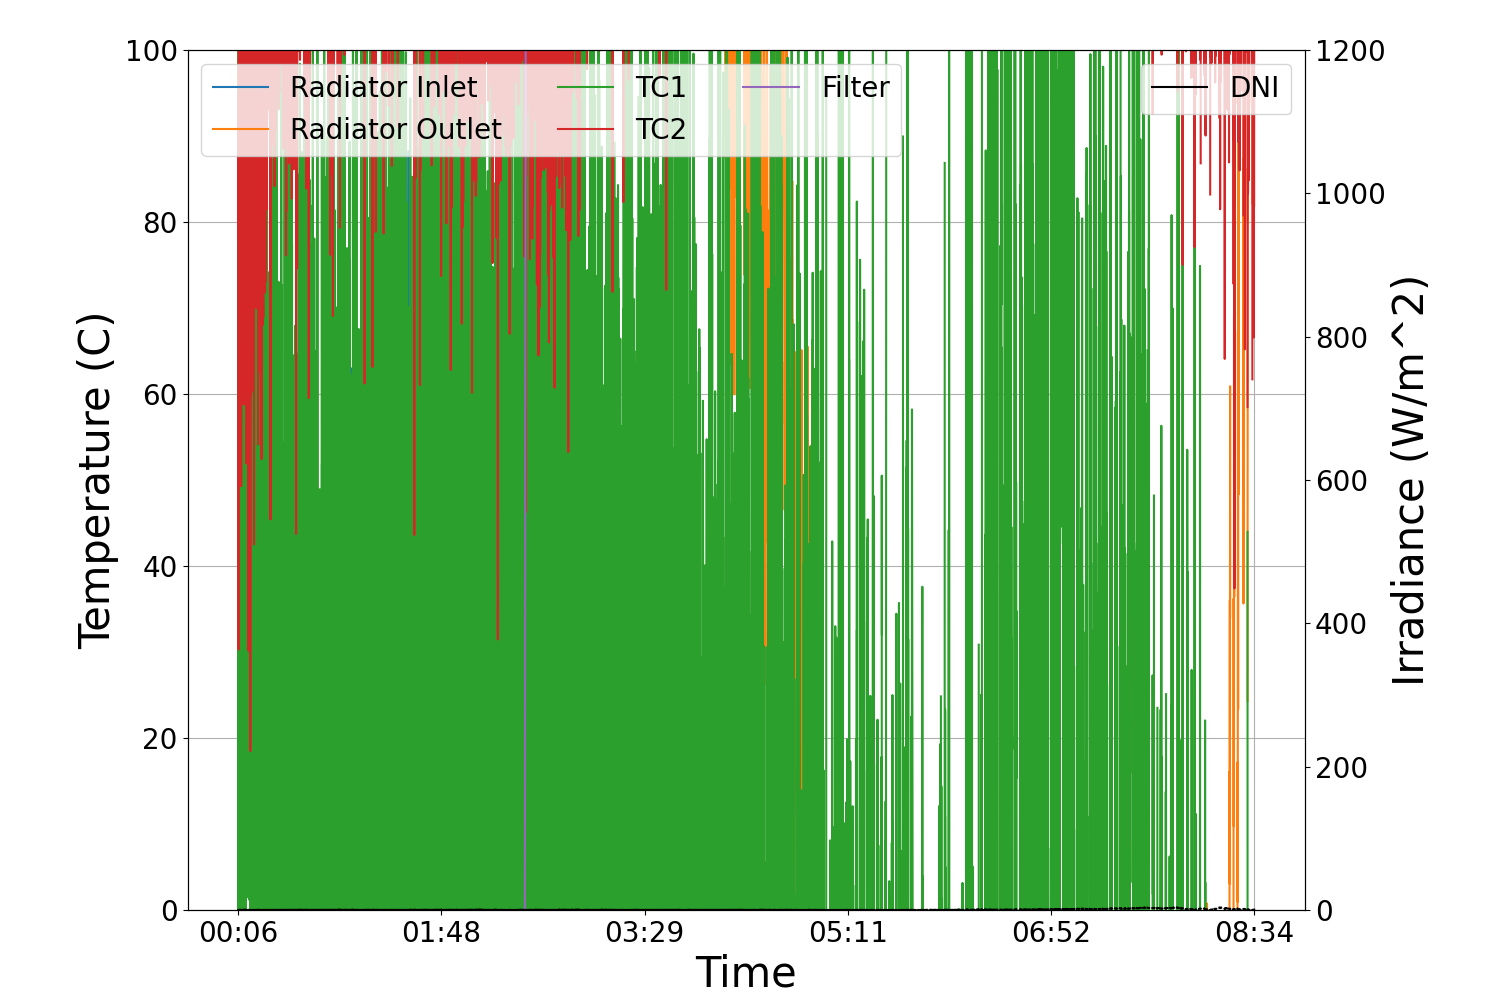 100
80
60
40
20
0
Temperature (C)
Radiator Inlet
Radiator Outlet
TC1
TC2
Filter
DNI
1200
1000
800
600
400
200
0
Irradiance (W/m^2)
00:06
01:48
03:29
05:11
06:52
08:34
Time